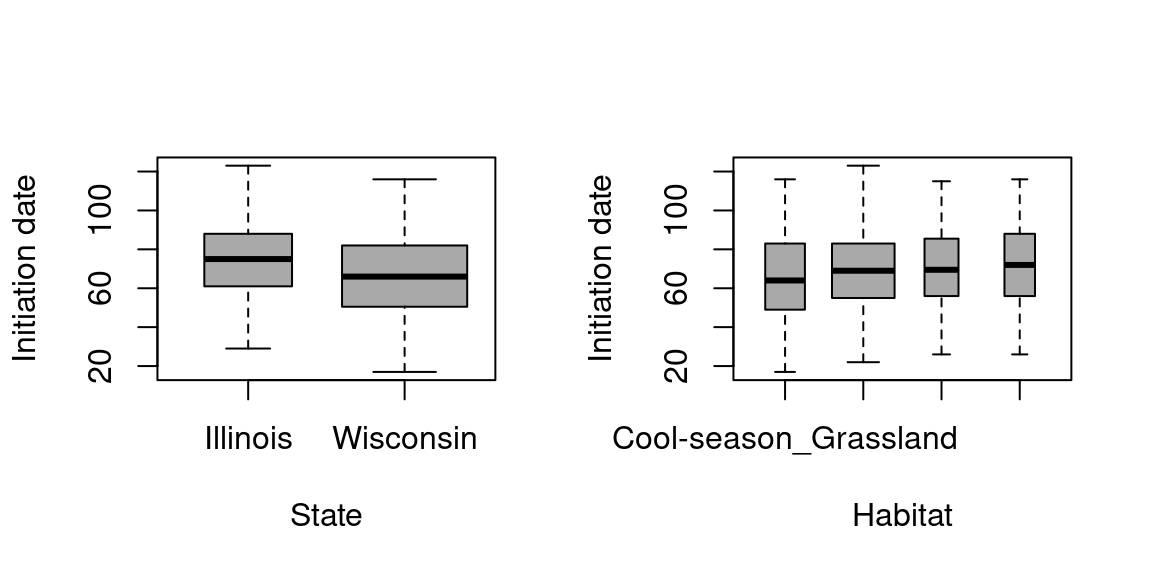 Initiation date
100
60
20
Illinois
Wisconsin
State
Initiation date
100
60
20
Cool-season_Grassland
Habitat